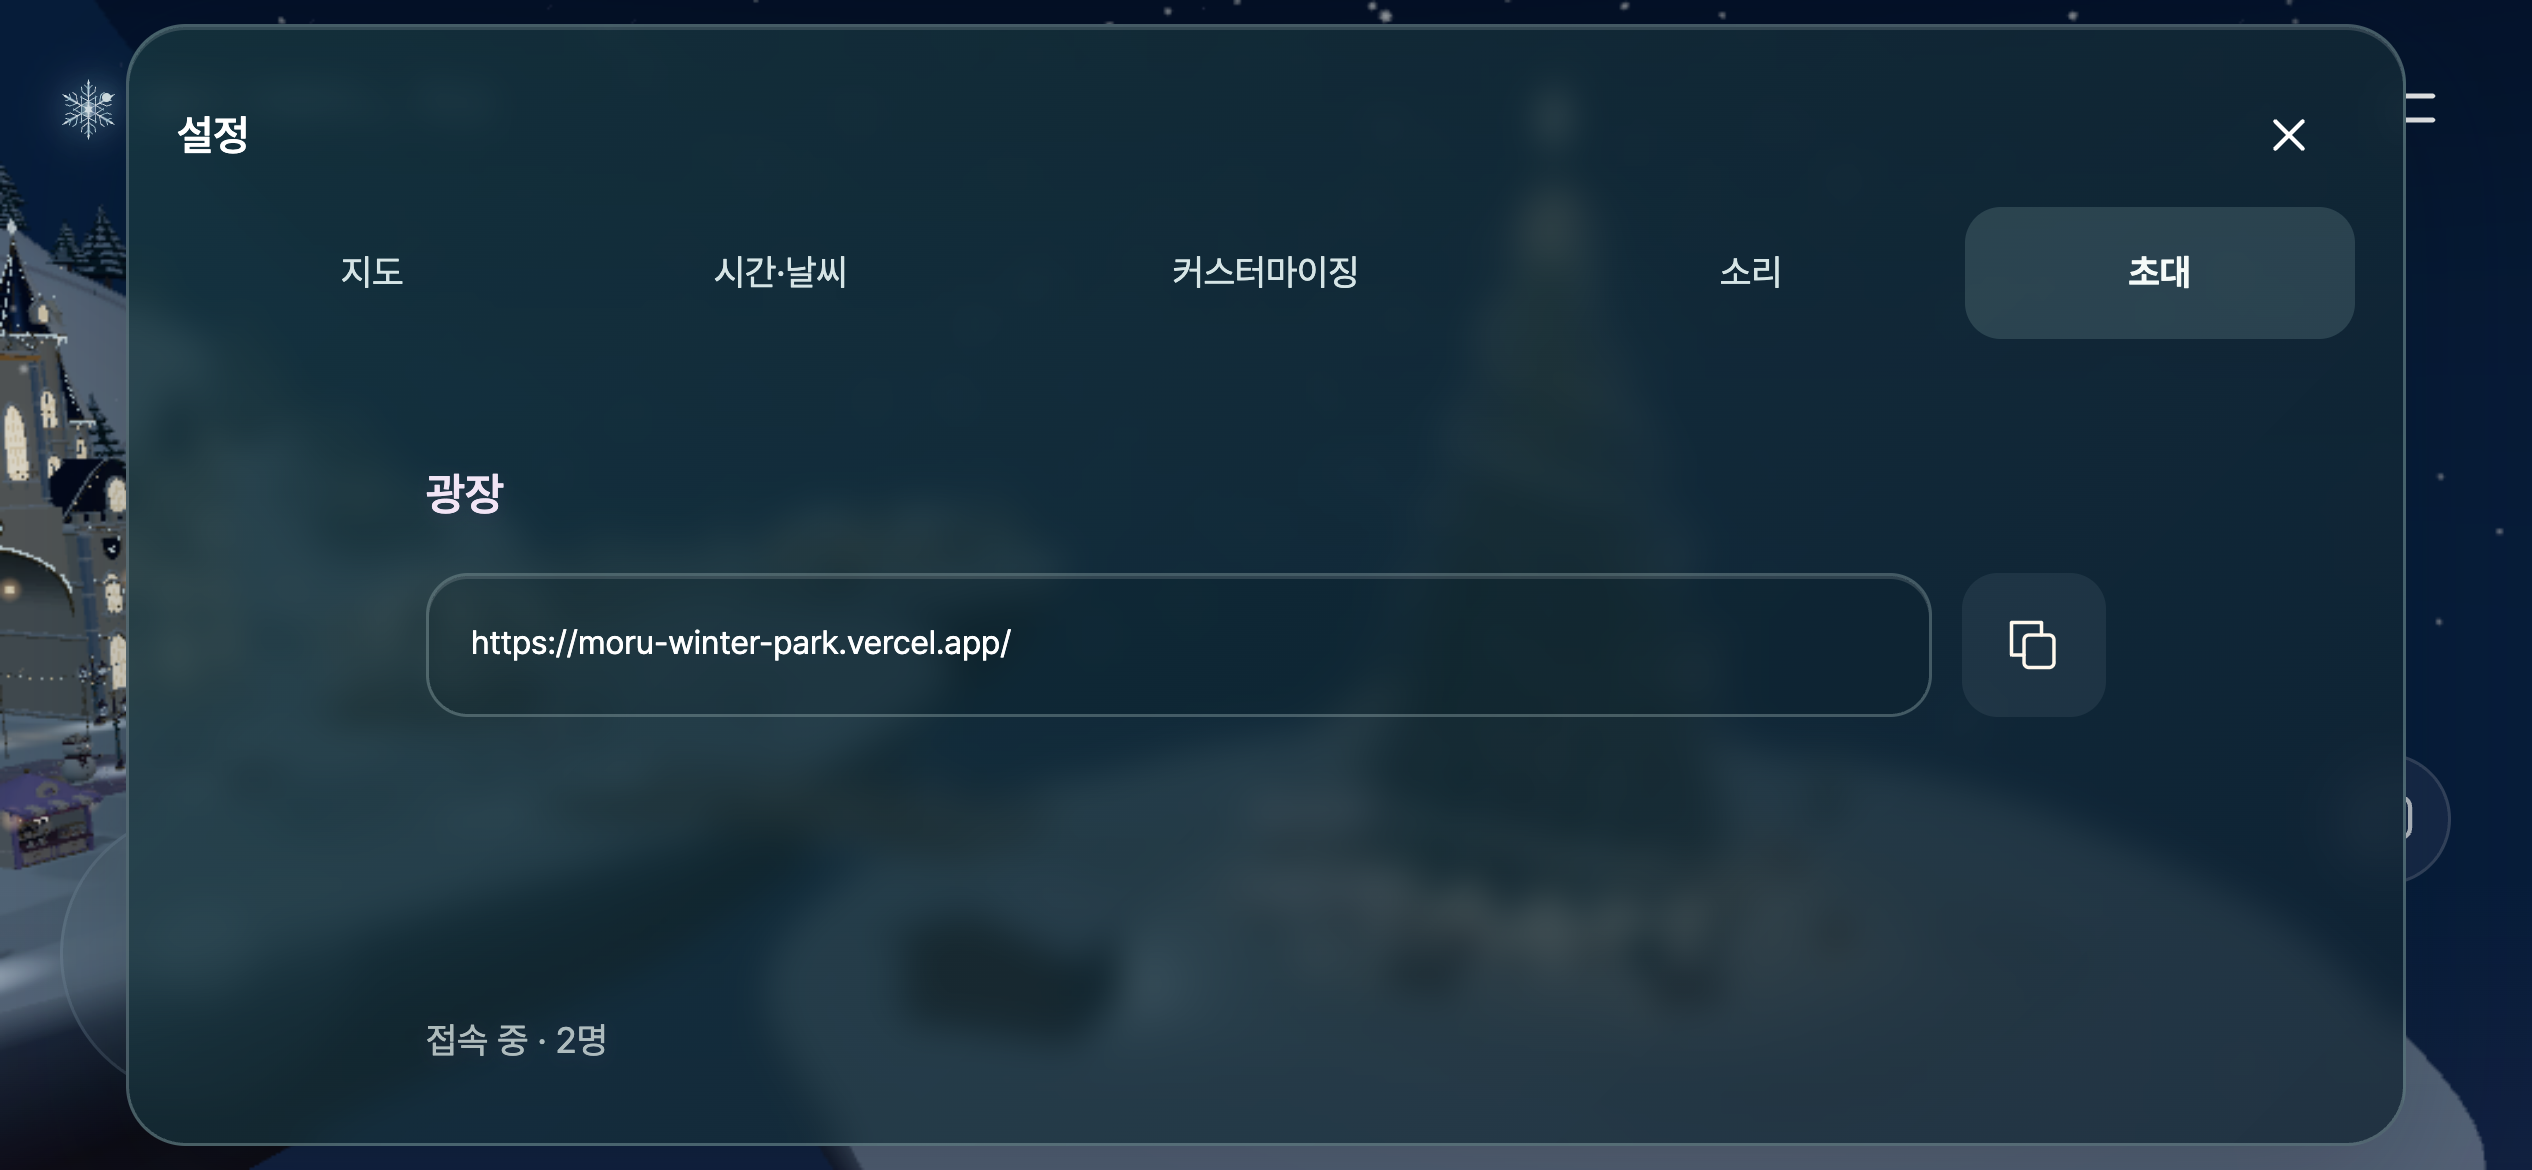 설정
지도
시간·날씨
커스터마이징
소리
초대
광장
https://moru-winter-park.vercel.app/
접속 중 · 2명